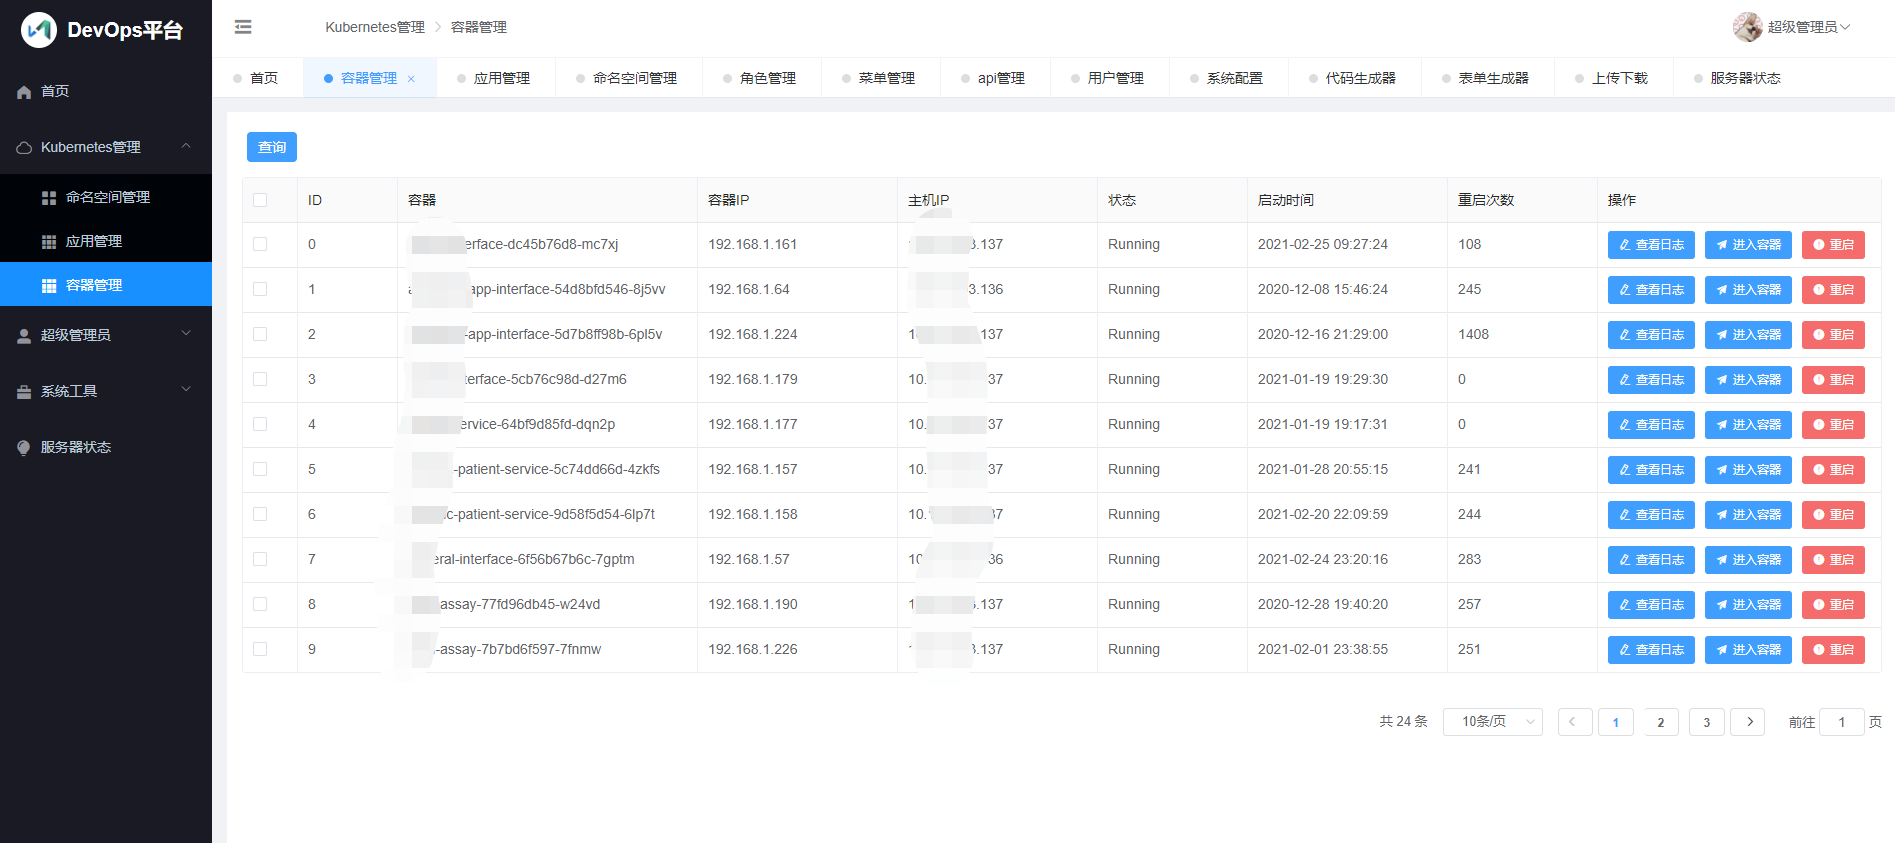 DevOps平台
Kubernetes管理 > 容器管理
超级管理员
首页
容器管理 ×
应用管理
命名空间管理
角色管理
菜单管理
api管理
用户管理
系统配置
代码生成器
表单生成器
上传下载
服务器状态
首页
Kubernetes管理
命名空间管理
应用管理
容器管理
超级管理员
系统工具
服务器状态
查询
ID 容器 容器IP 主机IP 状态 启动时间 重启次数 操作
0 erface-dc45b76d8-mc7xj 192.168.1.161 .137 Running 2021-02-25 09:27:24 108 查看日志 进入容器 重启
1 app-interface-54d8bfd546-8j5vv 192.168.1.64 3.136 Running 2020-12-08 15:46:24 245 查看日志 进入容器 重启
2 -app-interface-5d7b8ff98b-6pl5v 192.168.1.224 137 Running 2020-12-16 21:29:00 1408 查看日志 进入容器 重启
3 terface-5cb76c98d-d27m6 192.168.1.179 10. 37 Running 2021-01-19 19:29:30 0 查看日志 进入容器 重启
4 ervice-64bf9d85fd-dqn2p 192.168.1.177 10. 37 Running 2021-01-19 19:17:31 0 查看日志 进入容器 重启
5 -patient-service-5c74dd66d-4zkfs 192.168.1.157 10. 37 Running 2021-01-28 20:55:15 241 查看日志 进入容器 重启
6 c-patient-service-9d58f5d54-6lp7t 192.168.1.158 10. 37 Running 2021-02-20 22:09:59 244 查看日志 进入容器 重启
7 eral-interface-6f56b67b6c-7gptm 192.168.1.57 10 36 Running 2021-02-24 23:20:16 283 查看日志 进入容器 重启
8 assay-77fd96db45-w24vd 192.168.1.190 1 .137 Running 2020-12-28 19:40:20 257 查看日志 进入容器 重启
9 -assay-7b7bd6f597-7fnmw 192.168.1.226 .137 Running 2021-02-01 23:38:55 251 查看日志 进入容器 重启
共 24 条 10条/页 < 1 2 3 > 前往 1 页